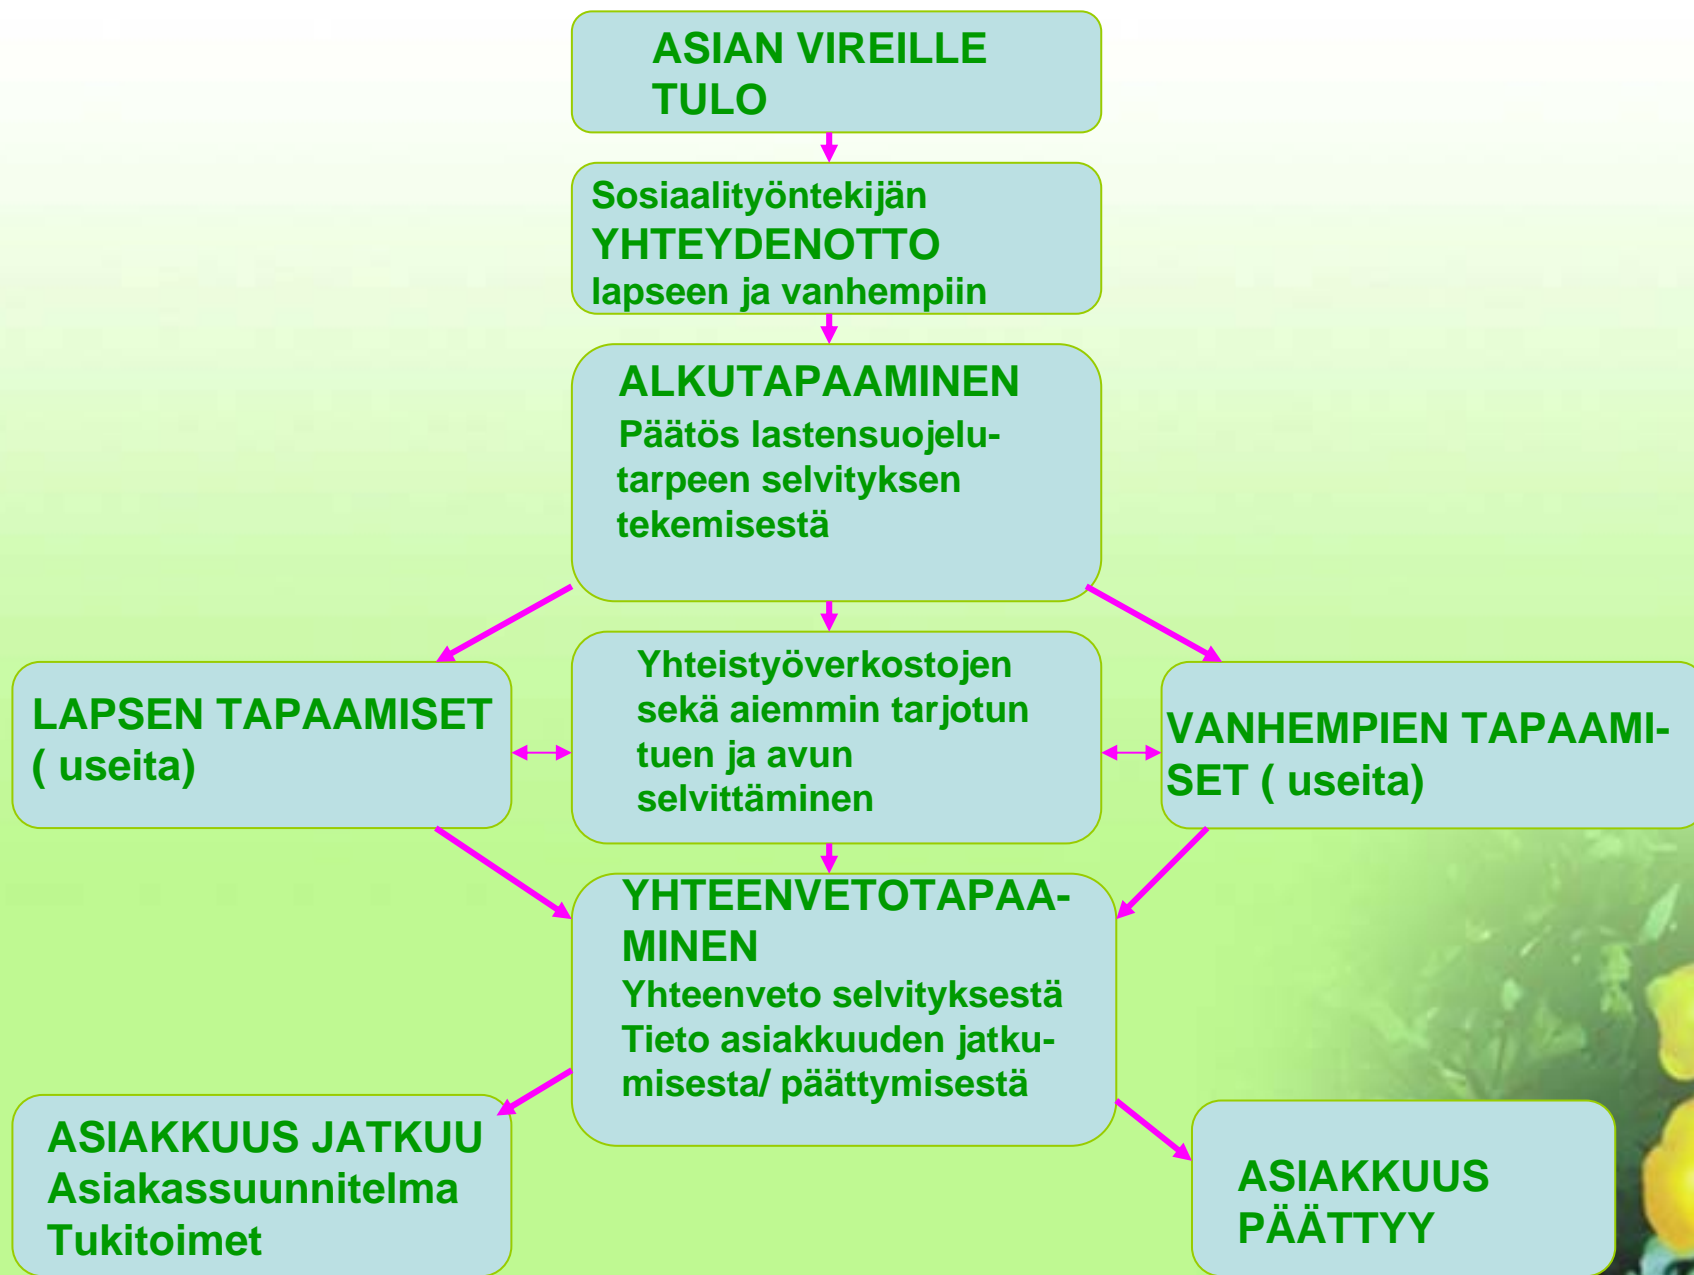 ASIAN VIREILLE
TULO
Sosiaalityöntekijän
YHTEYDENOTTO
lapseen ja vanhempiin
ALKUTAPAAMINEN
Päätös lastensuojelu-
tarpeen selvityksen
tekemisestä
LAPSEN TAPAAMISET
( useita)
Yhteistyöverkostojen
sekä aiemmin tarjotun
tuen ja avun
selvittäminen
VANHEMPIEN TAPAAMI-
SET ( useita)
YHTEENVETOTAPAA-
MINEN
Yhteenveto selvityksestä
Tieto asiakkuuden jatku-
misesta/ päättymisestä
ASIAKKUUS JATKUU
Asiakassuunnitelma
Tukitoimet
ASIAKKUUS
PÄÄTTYY